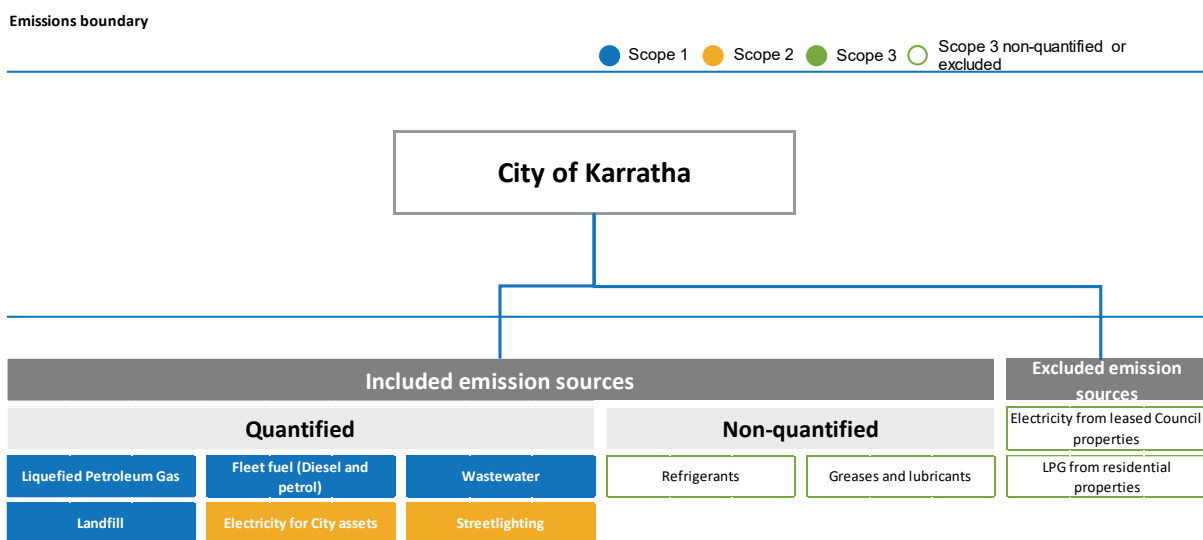 Emissions boundary
Scope 1
Scope 2
Scope 3
Scope 3 non-quantified or
excluded
City of Karratha
Included emission sources
Excluded emission
sources
Quantified
Non-quantified
Electricity from leased Council
properties
Liquefied Petroleum Gas
Fleet fuel (Diesel and
petrol)
Wastewater
Refrigerants
Greases and lubricants
LPG from residential
properties
Landfill
Electricity for City assets
Streetlighting